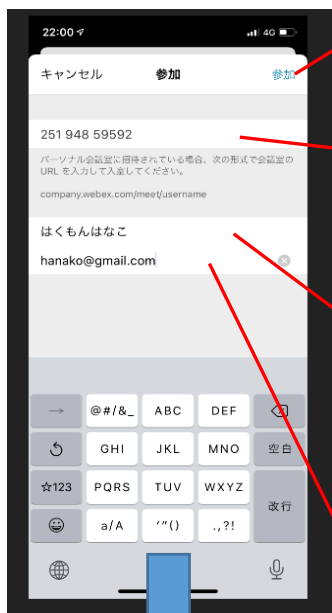 22:00
4G
キャンセル 参加 参加
251 948 59592
パーソナル会議室に招待されている場合、次の形式で会議室の
URL を入力して入室してください。
company.webex.com/meet/username
はくもんはなこ
hanako@gmail.com
→ @#/&_ ABC DEF
GHI JKL MNO 空白
☆123 PQRS TUV WXYZ
改行
a/A ’”() .,?!